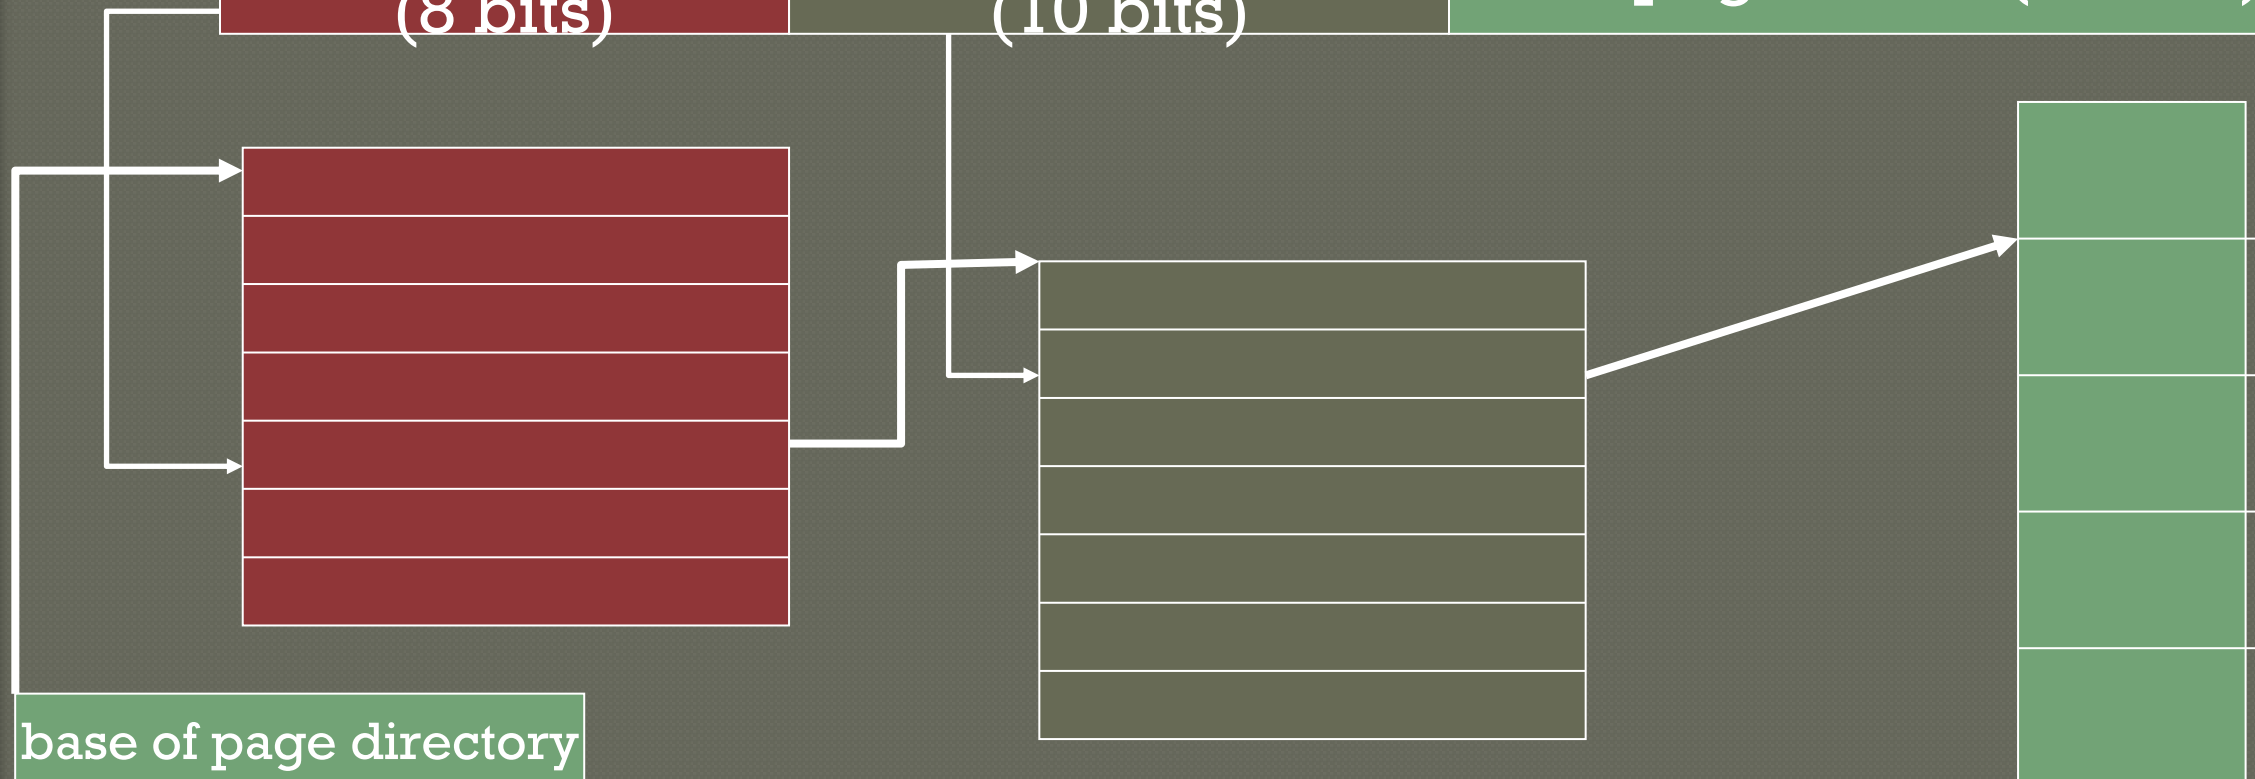 (8 bits)
(10 bits)
base of page directory